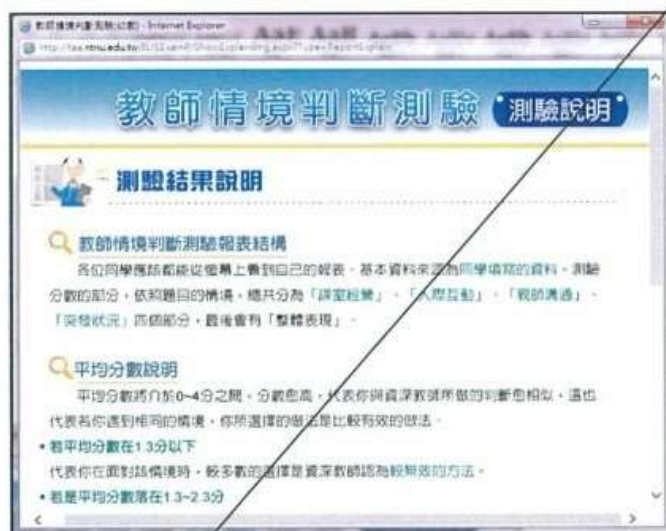 教師情境判斷測驗(幼教) - Internet Explorer
教師情境判斷測驗 測驗說明
測驗結果說明
教師情境判斷測驗報表結構
各位同學應該都能從螢幕上看到自己的報表。基本資料來源為同學填寫的資料。測驗
分數的部分，依照題目的情境，總共分為「課室經營」、「人際互動」、「親師溝通」、
「突發狀況」四個部分，最後會有「整體表現」。
平均分數說明
平均分數將介於0~4分之間。分數愈高，代表你與資深教師所做的判斷愈相似，這也
代表若你遇到相同的情境，你所選擇的做法是比較有效的做法。
•若平均分數在1.3分以下
代表你在面對該情境時，較多數的選擇是資深教師認為較無效的方法。
•若是平均分數落在1.3~2.3分